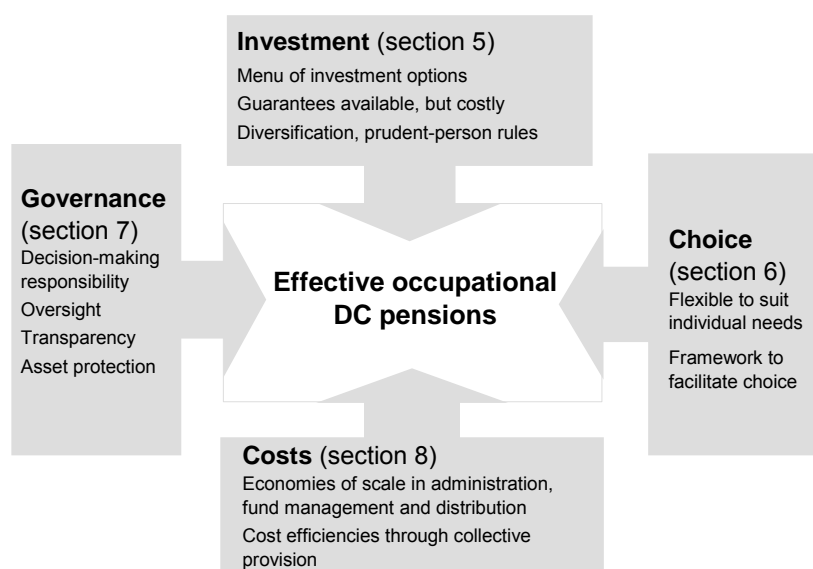 Investment (section 5)
Menu of investment options
Guarantees available, but costly
Diversification, prudent-person rules
Governance
(section 7)
Decision-making
responsibility
Oversight
Transparency
Asset protection
Effective occupational
DC pensions
Choice
(section 6)
Flexible to suit
individual needs
Framework to
facilitate choice
Costs (section 8)
Economies of scale in administration,
fund management and distribution
Cost efficiencies through collective
provision